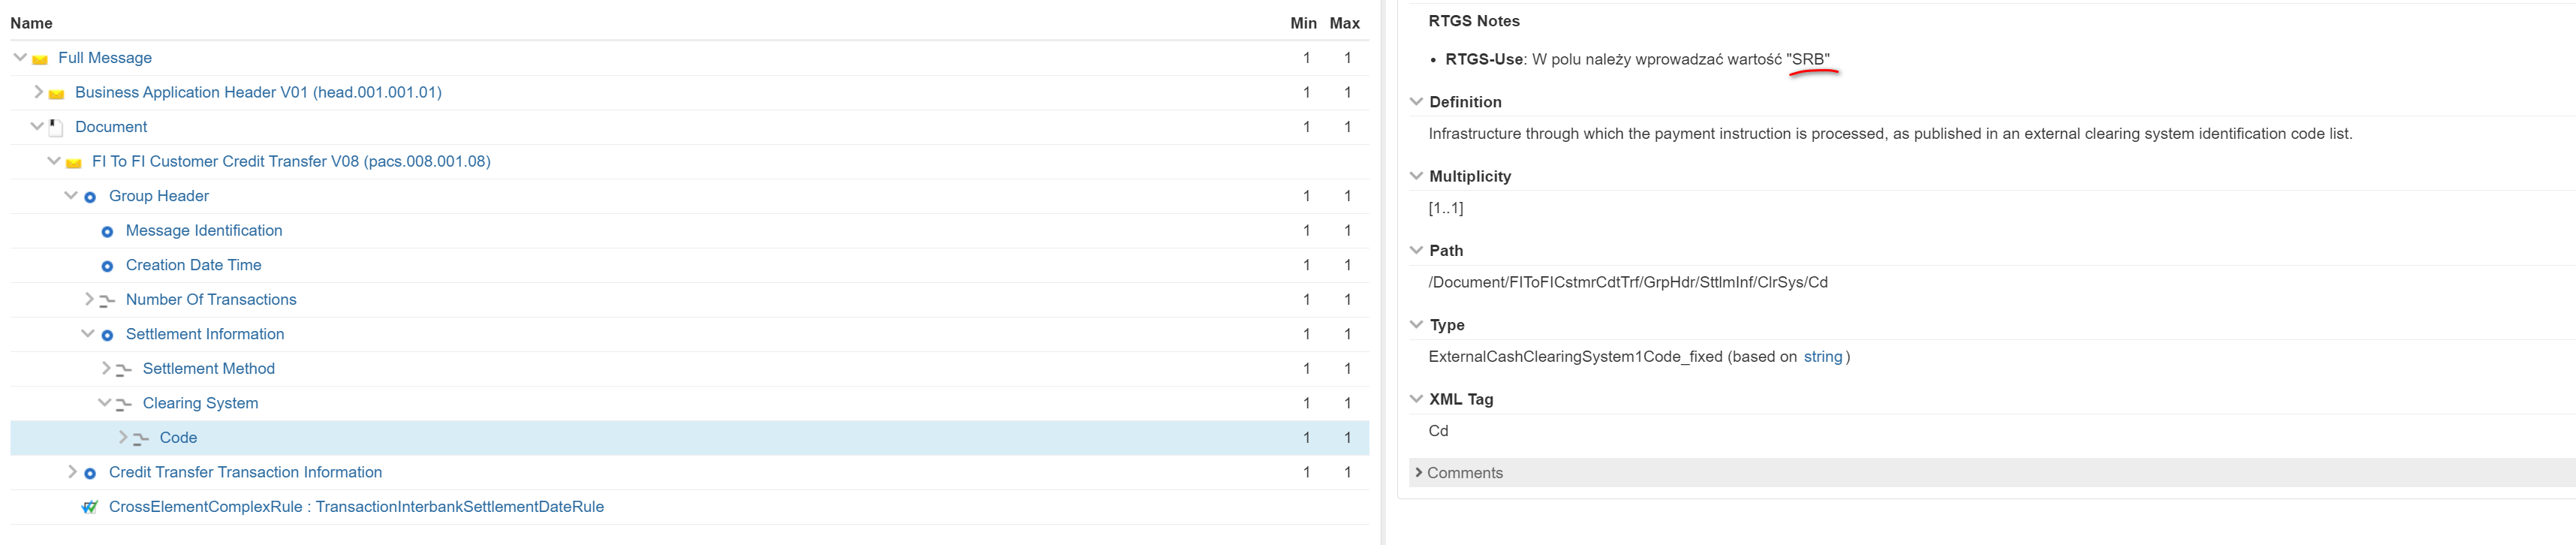 Name Min Max
Full Message 1 1
Business Application Header V01 (head.001.001.01) 1 1
Document 1 1
FI To FI Customer Credit Transfer V08 (pacs.008.001.08)
Group Header 1 1
Message Identification 1 1
Creation Date Time 1 1
Number Of Transactions 1 1
Settlement Information 1 1
Settlement Method 1 1
Clearing System 1 1
Code 1 1
Credit Transfer Transaction Information 1 1
CrossElementComplexRule : TransactionInterbankSettlementDateRule
RTGS Notes
• RTGS-Use: W polu należy wprowadzać wartość "SRB"
Definition
Infrastructure through which the payment instruction is processed, as published in an external clearing system identification code list.
Multiplicity
[1..1]
Path
/Document/FIToFICstmrCdtTrf/GrpHdr/SttlmInf/ClrSys/Cd
Type
ExternalCashClearingSystem1Code_fixed (based on string )
XML Tag
Cd
Comments